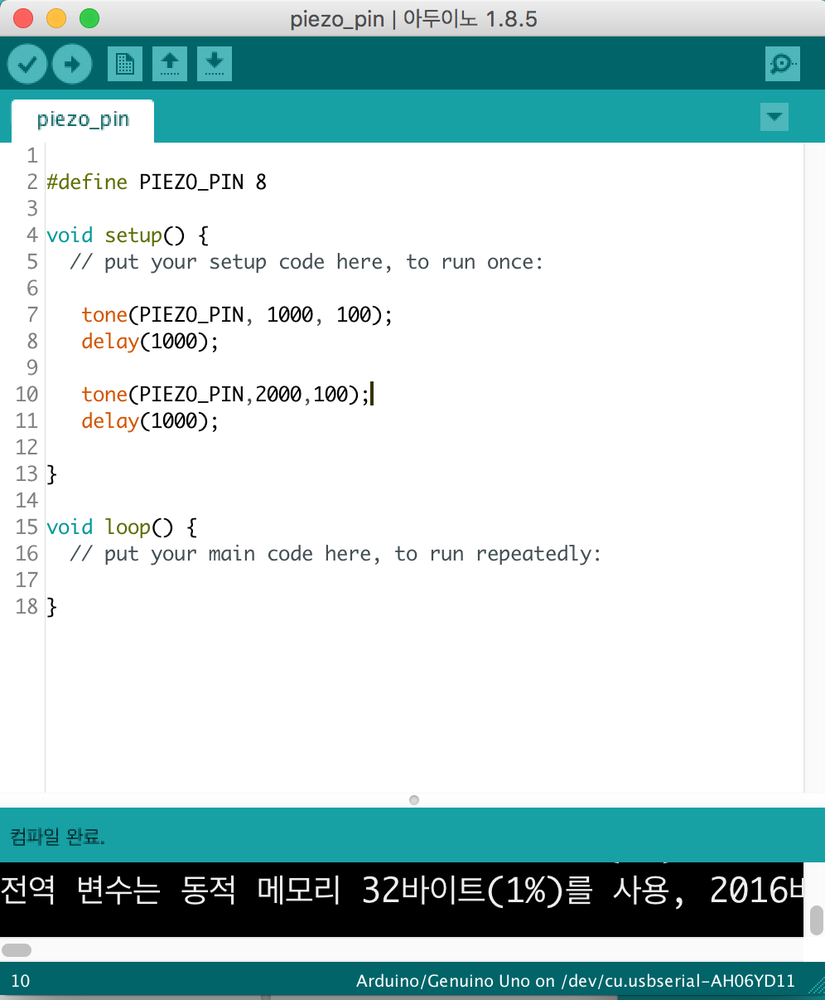 piezo_pin | 아두이노 1.8.5
piezo_pin
1
2 #define PIEZO_PIN 8
3
4 void setup() {
5 // put your setup code here, to run once:
6
7 tone(PIEZO_PIN, 1000, 100);
8 delay(1000);
9
10 tone(PIEZO_PIN,2000,100);
11 delay(1000);
12
13 }
14
15 void loop() {
16 // put your main code here, to run repeatedly:
17
18 }
컴파일 완료.
전역 변수는 동적 메모리 32바이트(1%)를 사용, 2016
10 Arduino/Genuino Uno on /dev/cu.usbserial-AH06YD11